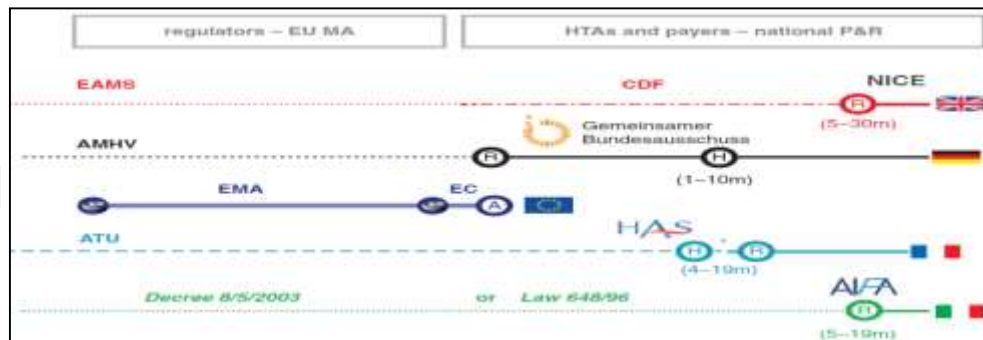 regulators – EU MA
HTAs and payers – national P&R
EAMS
CDF
NICE
R
(5–30m)
AMHV
Gemeinsamer
Bundesausschuss
R
H
(1–10m)
EMA
EC
A
ATU
HAS
H
R
(4–19m)
Decree 8/5/2003 or Law 648/96
AIFA
R
(5–19m)